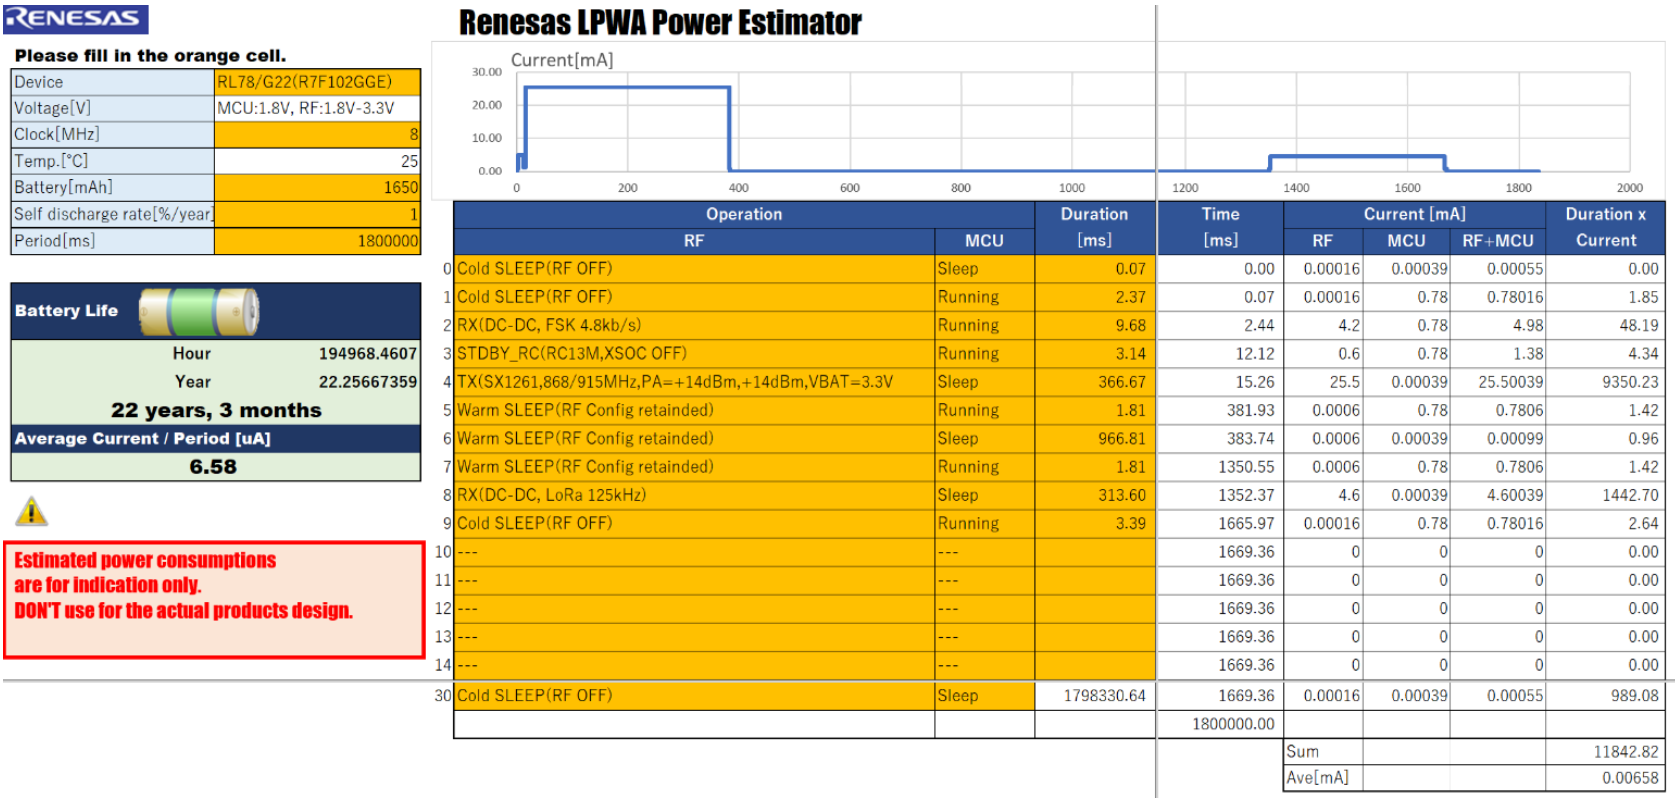 RENESAS
Renesas LPWA Power Estimator
Please fill in the orange cell.
Device RL78/G22(R7F102GGE)
Voltage[V] MCU:1.8V, RF:1.8V-3.3V
Clock[MHz] 8
Temp.[°C] 25
Battery[mAh] 1650
Self discharge rate[%/year] 1
Period[ms] 1800000
Battery Life
Hour 194968.4607
Year 22.25667359
22 years, 3 months
Average Current / Period [uA]
6.58
Estimated power consumptions
are for indication only.
DON'T use for the actual products design.
Current[mA]
30.00
20.00
10.00
0.00
0 200 400 600 800 1000 1200 1400 1600 1800 2000
Operation Duration Time Current [mA] Duration x
RF MCU [ms] [ms] RF MCU RF+MCU Current
0 Cold SLEEP(RF OFF) Sleep 0.07 0.00 0.00016 0.00039 0.00055 0.00
1 Cold SLEEP(RF OFF) Running 2.37 0.07 0.00016 0.78 0.78016 1.85
2 RX(DC-DC, FSK 4.8kb/s) Running 9.68 2.44 4.2 0.78 4.98 48.19
3 STDBY_RC(RC13M,XSOC OFF) Running 3.14 12.12 0.6 0.78 1.38 4.34
4 TX(SX1261,868/915MHz,PA=+14dBm,+14dBm,VBAT=3.3V Sleep 366.67 15.26 25.5 0.00039 25.50039 9350.23
5 Warm SLEEP(RF Config retainded) Running 1.81 381.93 0.0006 0.78 0.7806 1.42
6 Warm SLEEP(RF Config retainded) Sleep 966.81 383.74 0.0006 0.00039 0.00099 0.96
7 Warm SLEEP(RF Config retainded) Running 1.81 1350.55 0.0006 0.78 0.7806 1.42
8 RX(DC-DC, LoRa 125kHz) Sleep 313.60 1352.37 4.6 0.00039 4.60039 1442.70
9 Cold SLEEP(RF OFF) Running 3.39 1665.97 0.00016 0.78 0.78016 2.64
10 --- --- 1669.36 0 0 0 0.00
11 --- --- 1669.36 0 0 0 0.00
12 --- --- 1669.36 0 0 0 0.00
13 --- --- 1669.36 0 0 0 0.00
14 --- --- 1669.36 0 0 0 0.00
30 Cold SLEEP(RF OFF) Sleep 1798330.64 1669.36 0.00016 0.00039 0.00055 989.08
1800000.00
Sum 11842.82
Ave[mA] 0.00658